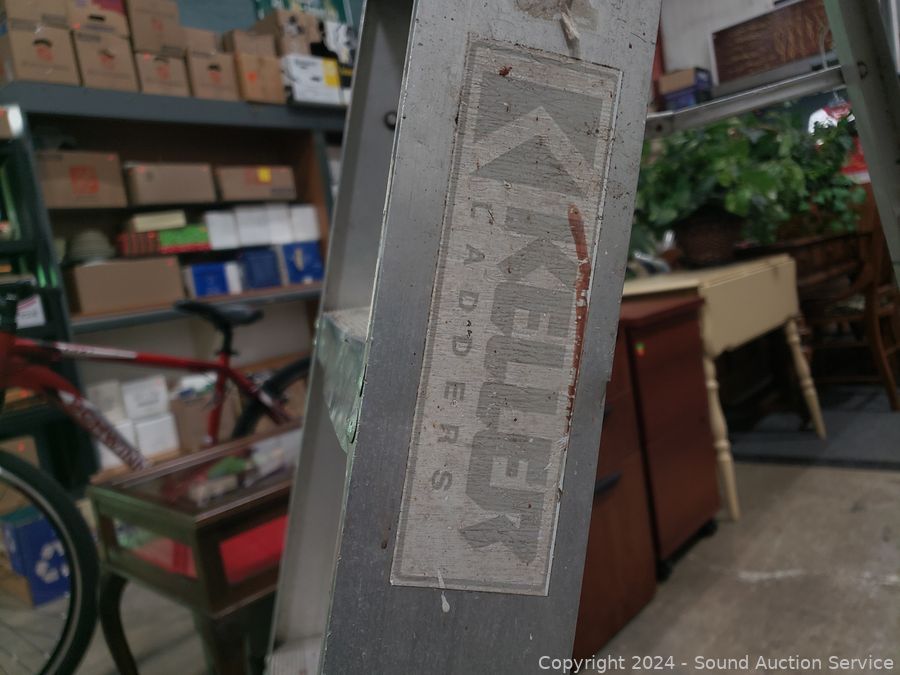 KELLER
LADDERS
Copyright © 2024 - Sound Auction Service